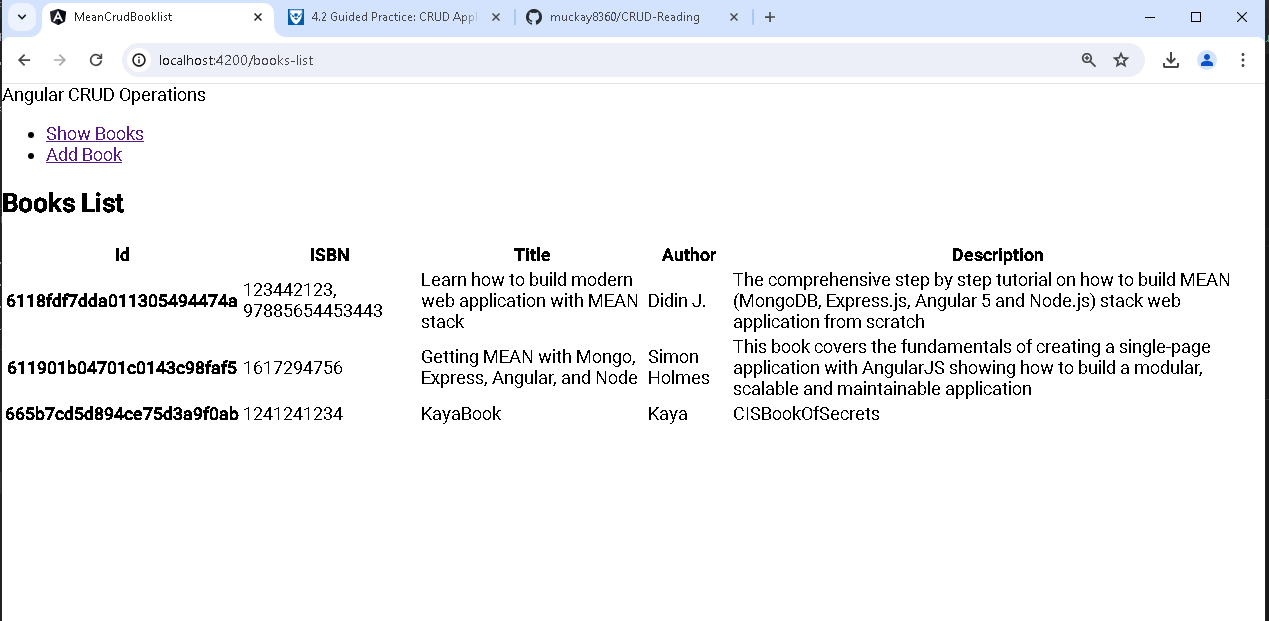 MeanCrudBooklist
4.2 Guided Practice: CRUD Appl
muckay8360/CRUD-Reading
localhost:4200/books-list
Angular CRUD Operations
Show Books
Add Book
Books List
Id ISBN Title Author Description
6118fdf7dda011305494474a
123442123,
97885654453443
Learn how to build modern
web application with MEAN
stack
Didin J.
The comprehensive step by step tutorial on how to build MEAN
(MongoDB, Express.js, Angular 5 and Node.js) stack web
application from scratch
611901b04701c0143c98faf5
1617294756
Getting MEAN with Mongo,
Express, Angular, and Node
Simon
Holmes
This book covers the fundamentals of creating a single-page
application with AngularJS showing how to build a modular,
scalable and maintainable application
665b7cd5d894ce75d3a9f0ab
1241241234
KayaBook
Kaya
CISBookOfSecrets